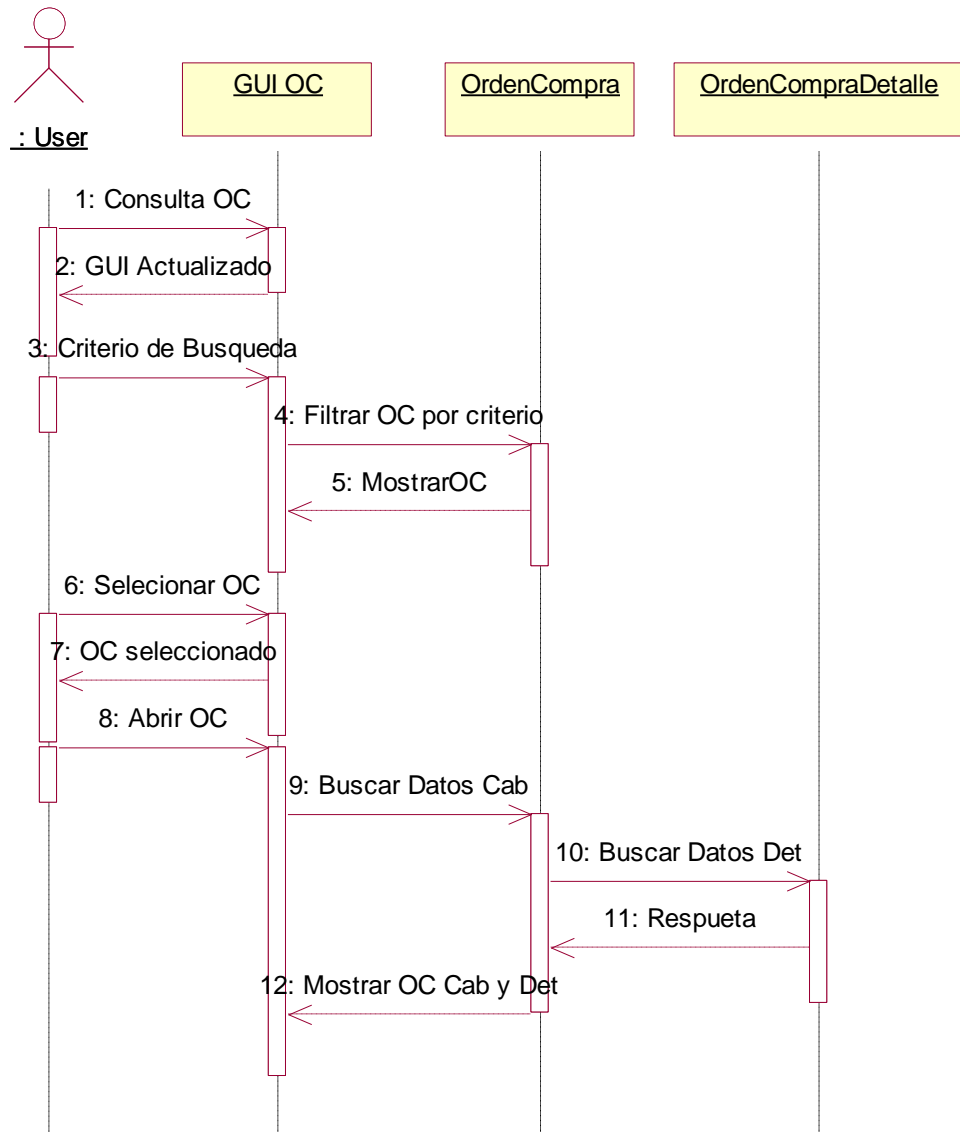 GUI OC
OrdenCompra
OrdenCompraDetalle
: User
1: Consulta OC
2: GUI Actualizado
3: Criterio de Busqueda
4: Filtrar OC por criterio
5: MostrarOC
6: Selecionar OC
7: OC seleccionado
8: Abrir OC
9: Buscar Datos Cab
10: Buscar Datos Det
11: Respueta
12: Mostrar OC Cab y Det